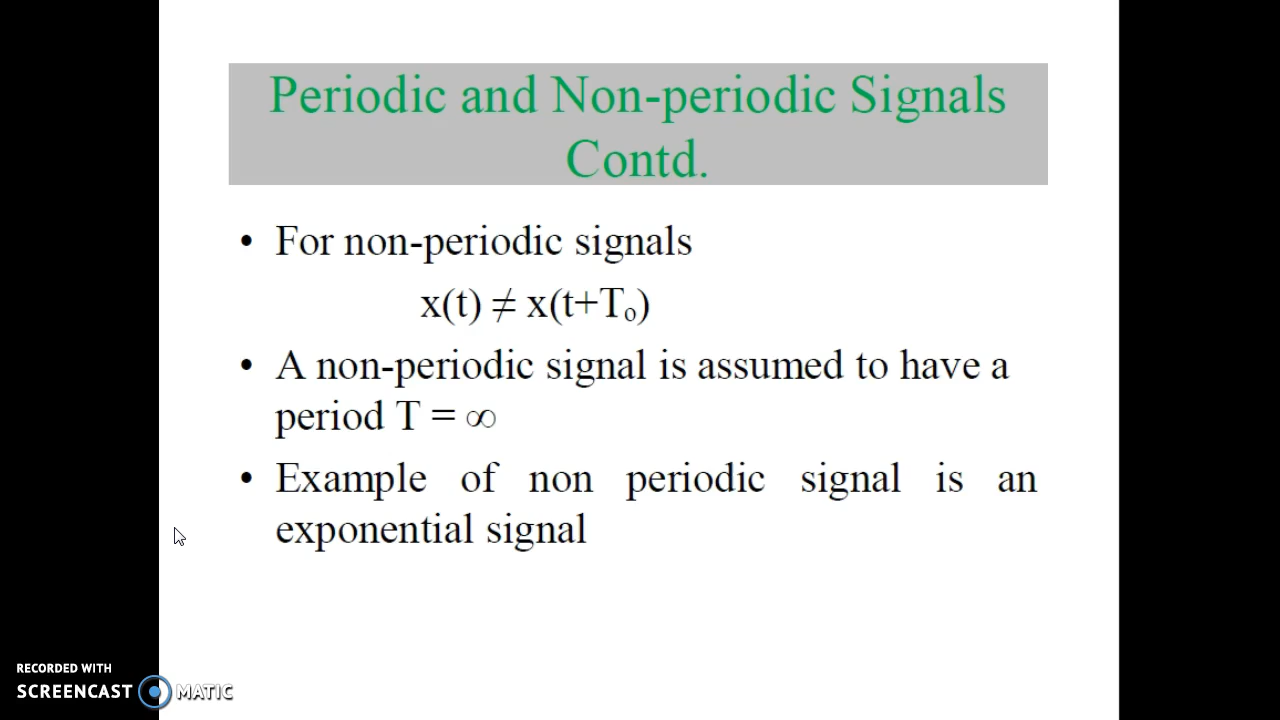 Periodic and Non-periodic Signals
Contd.
• For non-periodic signals
x(t) ≠ x(t+Tₒ)
• A non-periodic signal is assumed to have a
period T = ∞
• Example of non periodic signal is an
exponential signal
RECORDED WITH
SCREENCAST MATIC